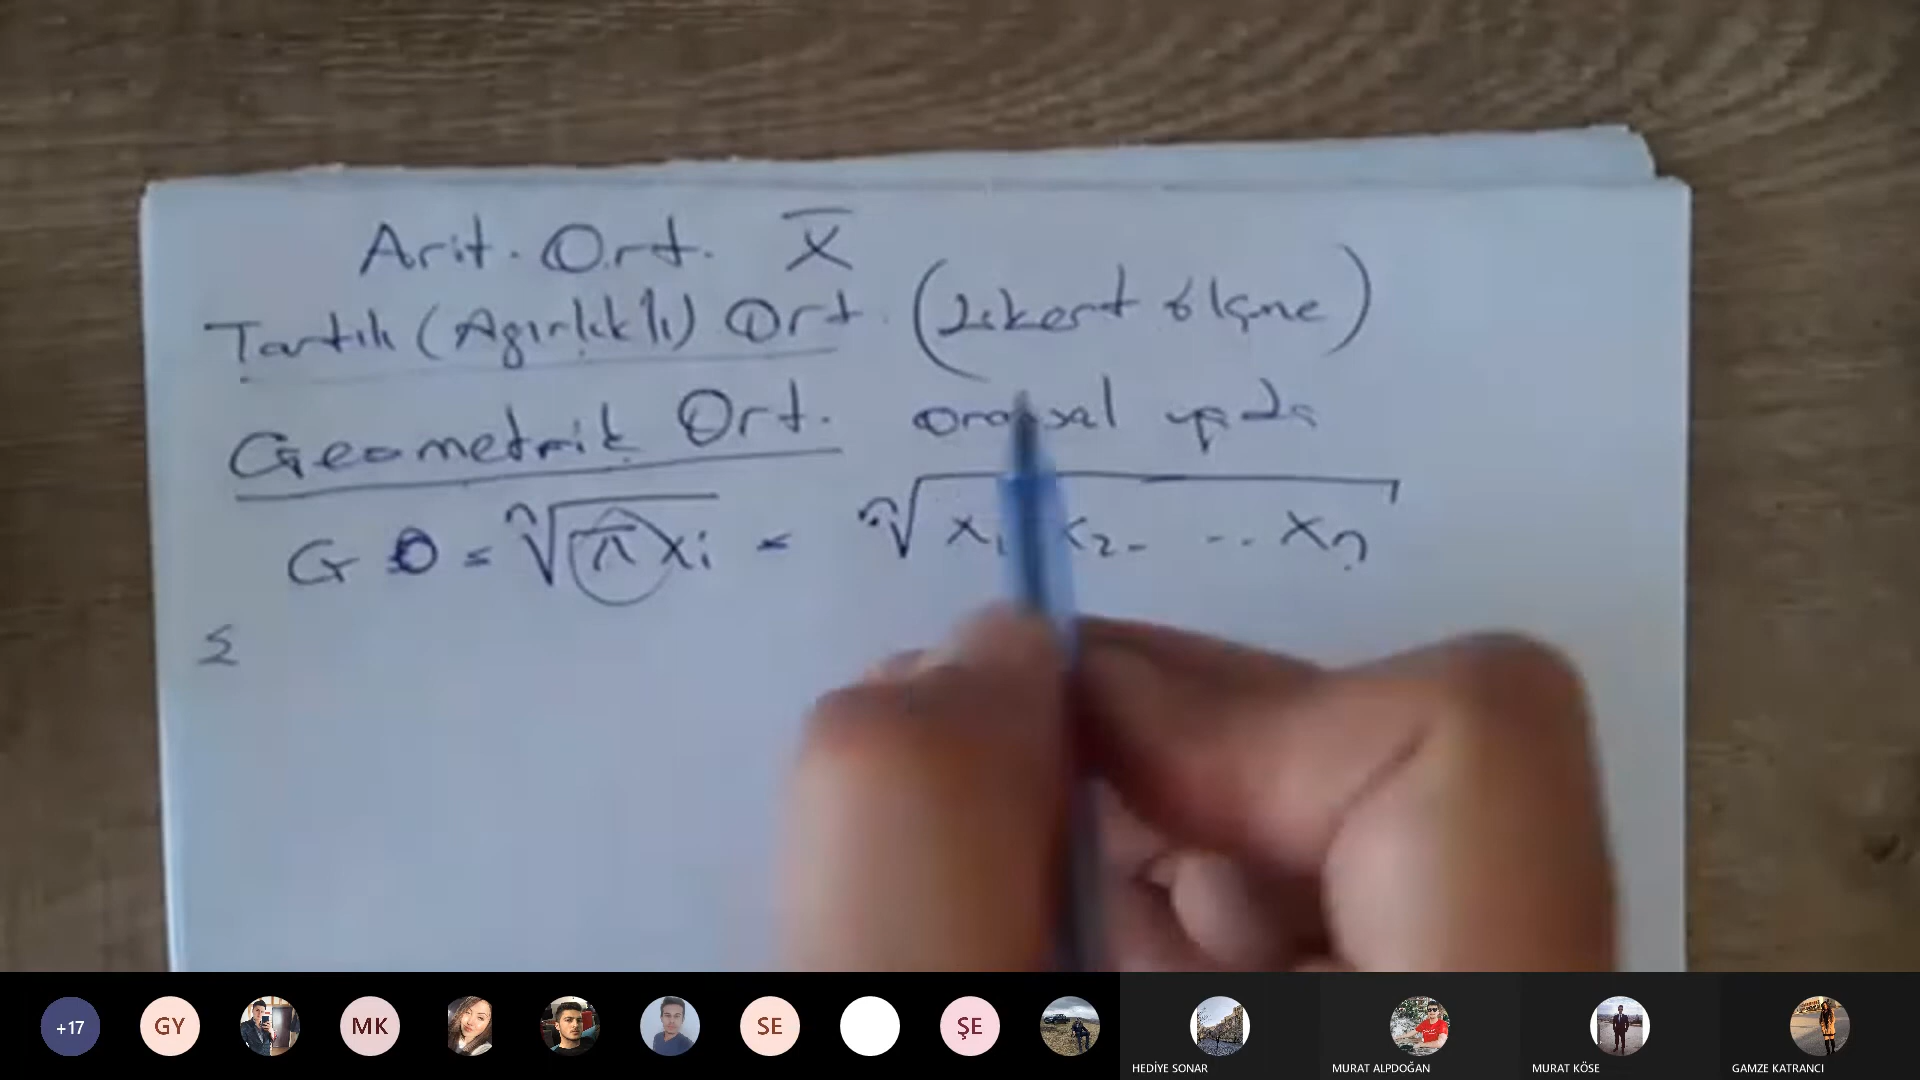 Arit. Ort. X̄
Tartılı (Ağırlıklı) Ort. (Likert ölçme)
Geometrik Ort. oransal
G O = ⁿ√πxi = ⁿ√x₁ x₂ - .. xn
Σ
+17 GY MK SE ŞE
HEDİYE SONAR MURAT ALPDOĞAN MURAT KÖSE GAMZE KATRANCI